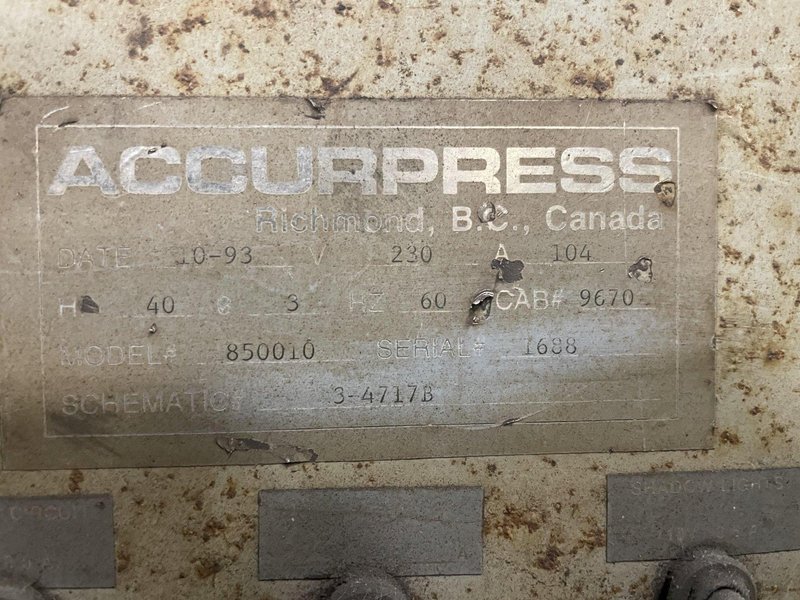 ACCURPRESS
Richmond, B.C., Canada
DATE 10-93 V 230 A 104
H 40 3 HZ 60 CAB# 9670
MODEL# 850010 SERIAL# 1688
SCHEMATIC# 3-4717B
SHADOW LIGHTS